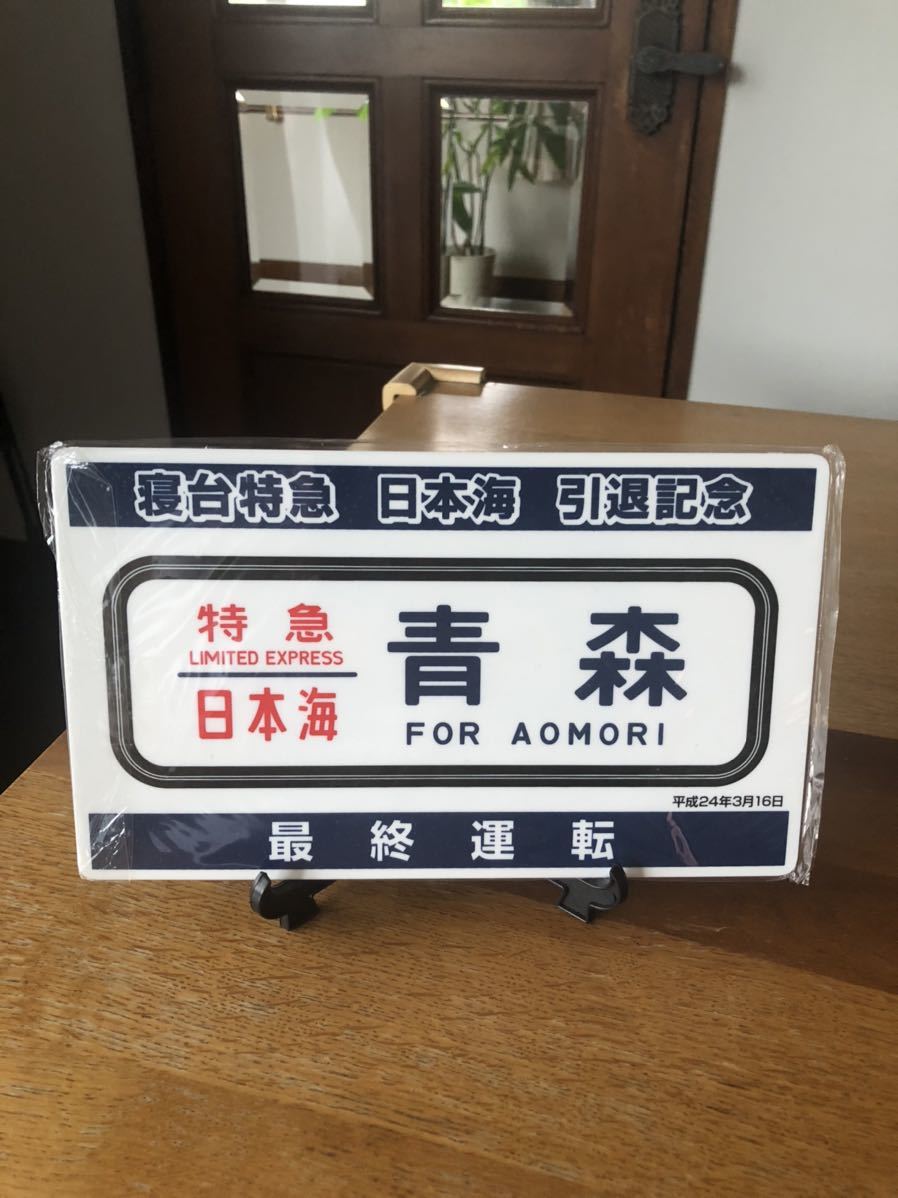 寝台特急 日本海 引退記念
特急
LIMITED EXPRESS
日本海
青森
FOR AOMORI
平成24年3月16日
最終運転